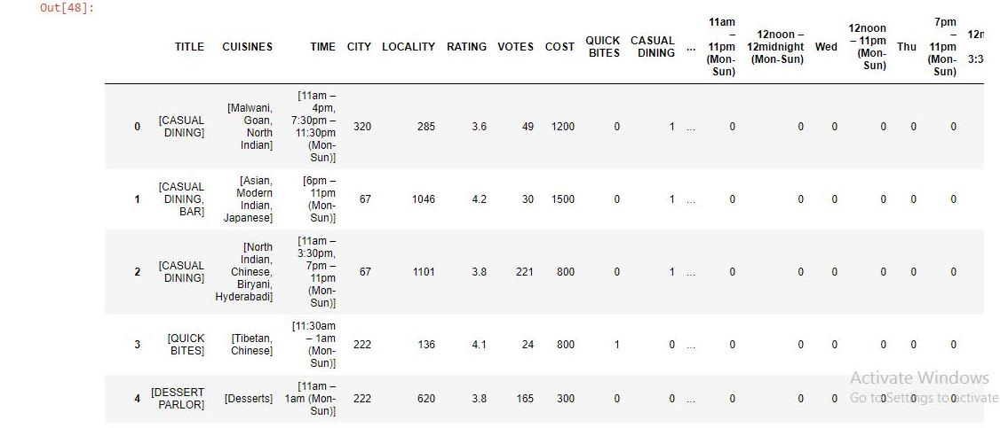 Out[48]:
TITLE CUISINES TIME CITY LOCALITY RATING VOTES COST QUICK BITES CASUAL DINING ... 11am – 11pm (Mon-Sun) 12noon – 12midnight (Mon-Sun) Wed 12noon – 11pm (Mon-Sun) Thu 7pm – 11pm (Mon-Sun)
0 [CASUAL DINING] [Malwani, Goan, North Indian] [11am – 4pm, 7:30pm – 11:30pm (Mon-Sun)] 320 285 3.6 49 1200 0 1 ... 0 0 0 0 0 0
1 [CASUAL DINING, BAR] [Asian, Modern Indian, Japanese] [6pm – 11pm (Mon-Sun)] 67 1046 4.2 30 1500 0 1 ... 0 0 0 0 0 0
2 [CASUAL DINING] [North Indian, Chinese, Biryani, Hyderabadi] [11am – 3:30pm, 7pm – 11pm (Mon-Sun)] 67 1101 3.8 221 800 0 1 ... 0 0 0 0 0 0
3 [QUICK BITES] [Tibetan, Chinese] [11:30am – 1am (Mon-Sun)] 222 136 4.1 24 800 1 0 ... 0 0 0 0 0 0
4 [DESSERT PARLOR] [Desserts] [11am – 1am (Mon-Sun)] 222 620 3.8 165 300 0 0 ... 0 0 0 0 0 0
Activate Windows
Go to Settings to activate